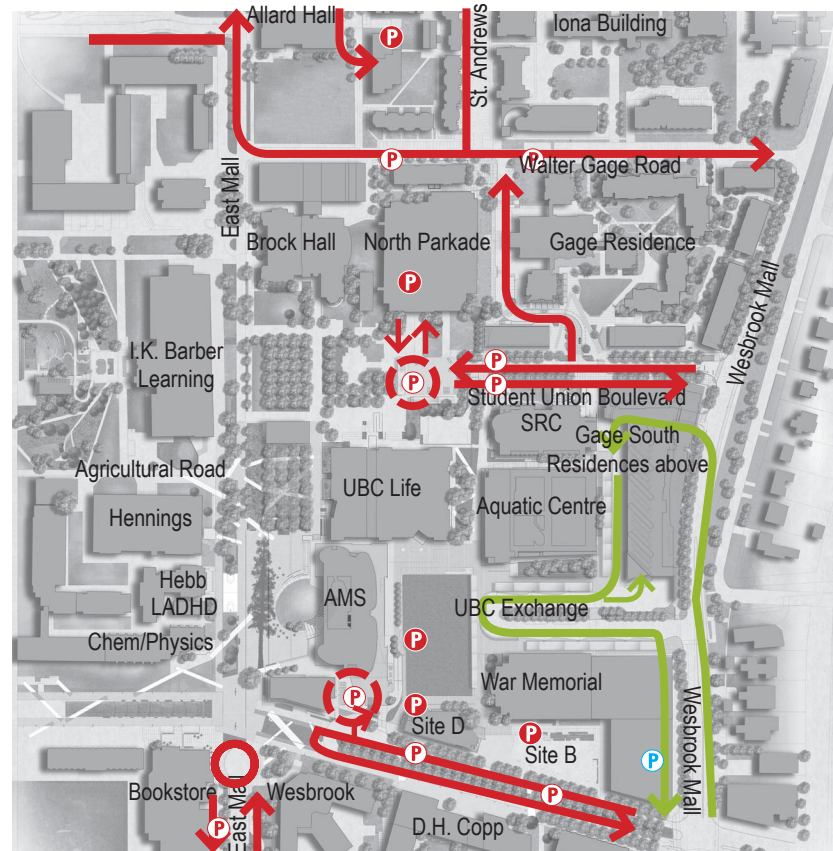 Allard Hall
P
St. Andrews
Iona Building
P
P
Walter Gage Road
East Mall
Brock Hall
North Parkade
Gage Residence
P
Wesbrook Mall
I.K. Barber
Learning
P
P
P
Student Union Boulevard
SRC
Gage South
Residences above
Agricultural Road
UBC Life
Aquatic Centre
Hennings
Hebb
LADHD
AMS
UBC Exchange
Chem/Physics
P
War Memorial
P
P
Site D
Wesbrook Mall
P
Site B
P
P
Bookstore
East Mall
Wesbrook
P
P
D.H. Copp